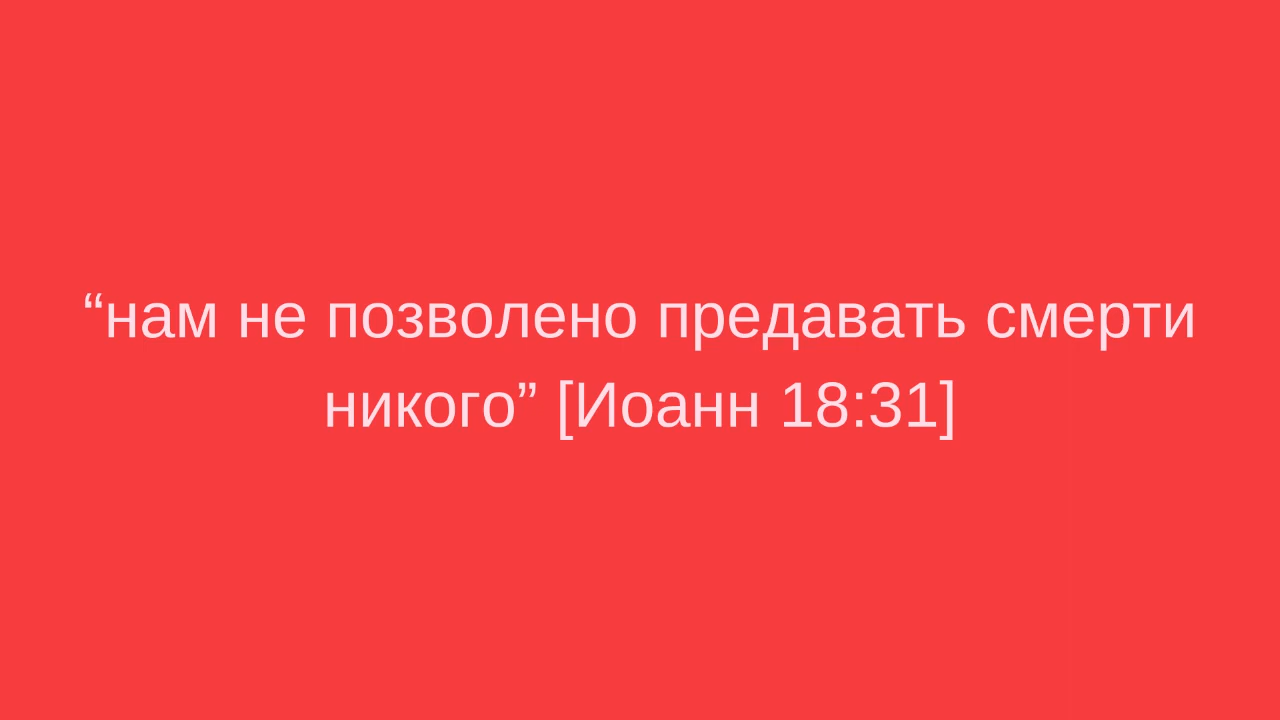 “нам не позволено предавать смерти
никого” [Иоанн 18:31]